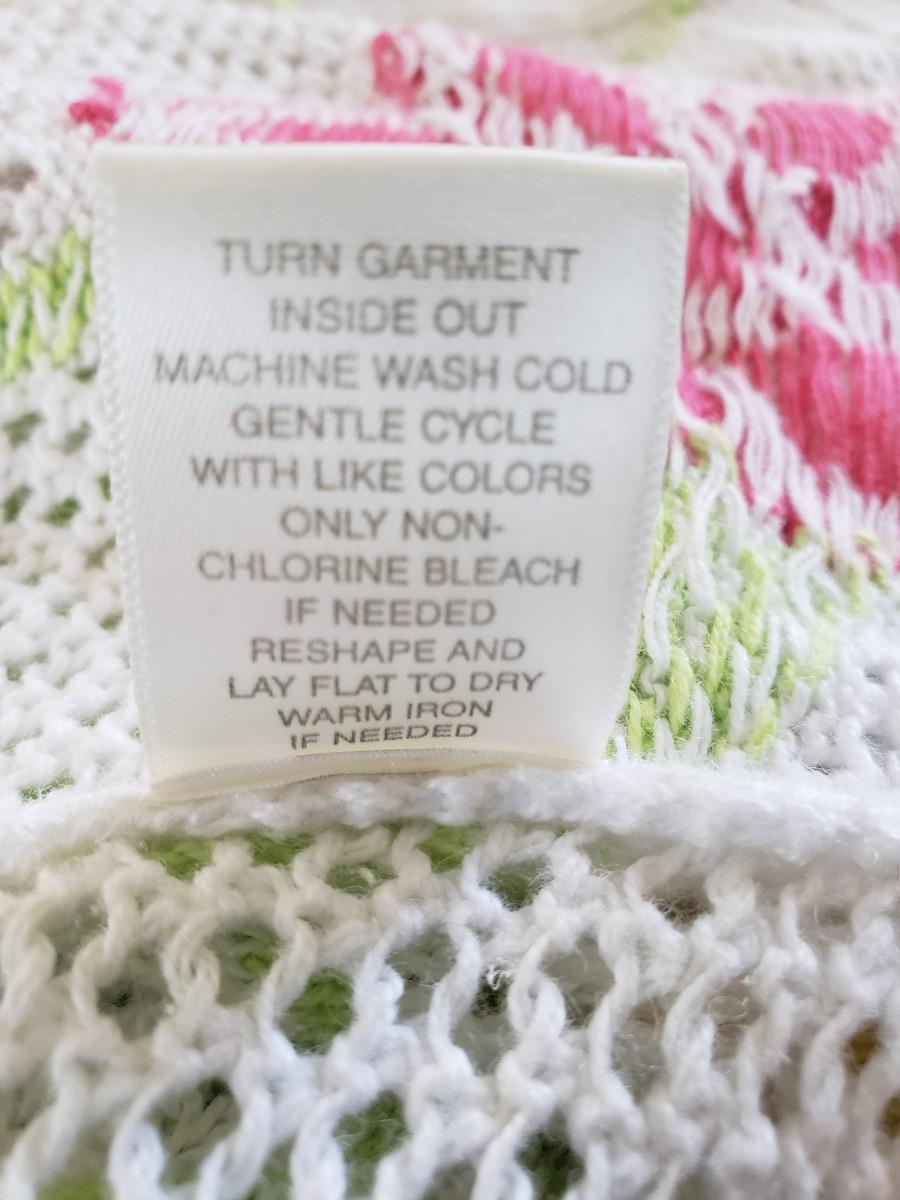 TURN GARMENT
INSIDE OUT
MACHINE WASH COLD
GENTLE CYCLE
WITH LIKE COLORS
ONLY NON-
CHLORINE BLEACH
IF NEEDED
RESHAPE AND
LAY FLAT TO DRY
WARM IRON
IF NEEDED